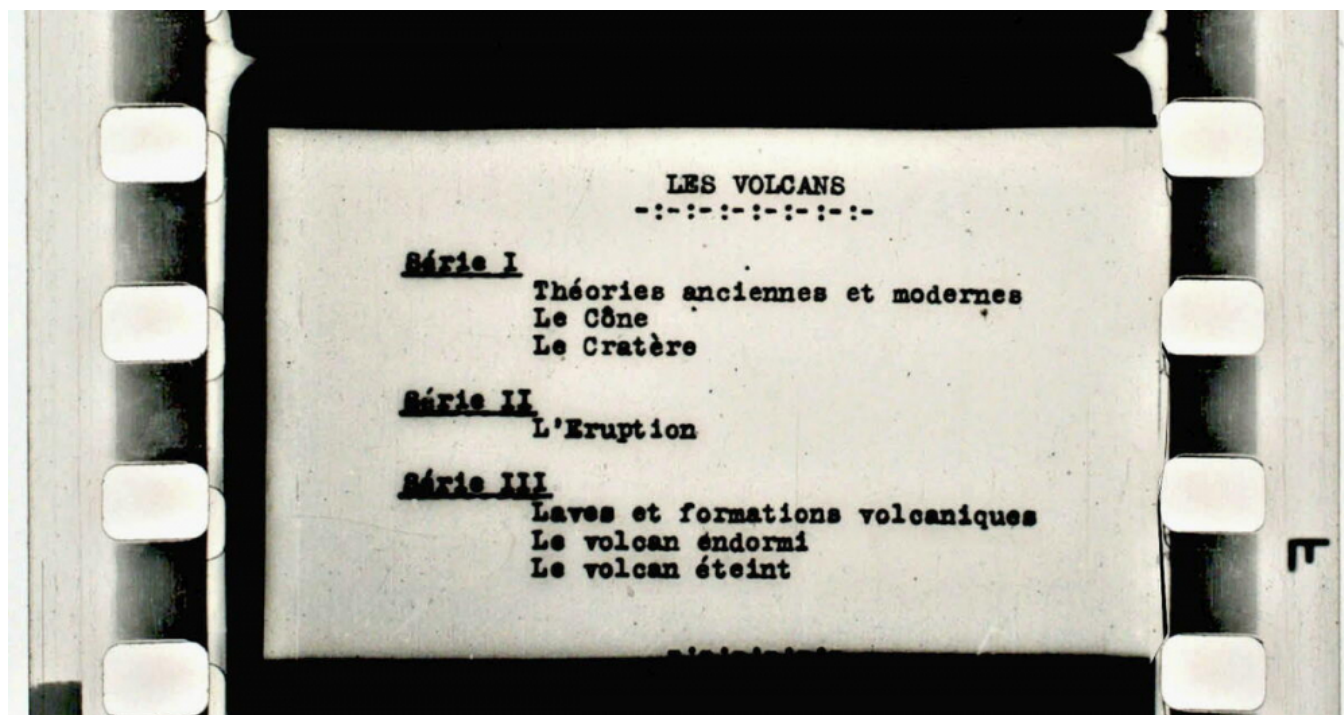 LES VOLCANS
-:-:-:-:-:-:-:-
Série I
Théories anciennes et modernes
Le Cône
Le Cratère
Série II
L'Eruption
Série III
Laves et formations volcaniques
Le volcan éndormi
Le volcan éteint
F